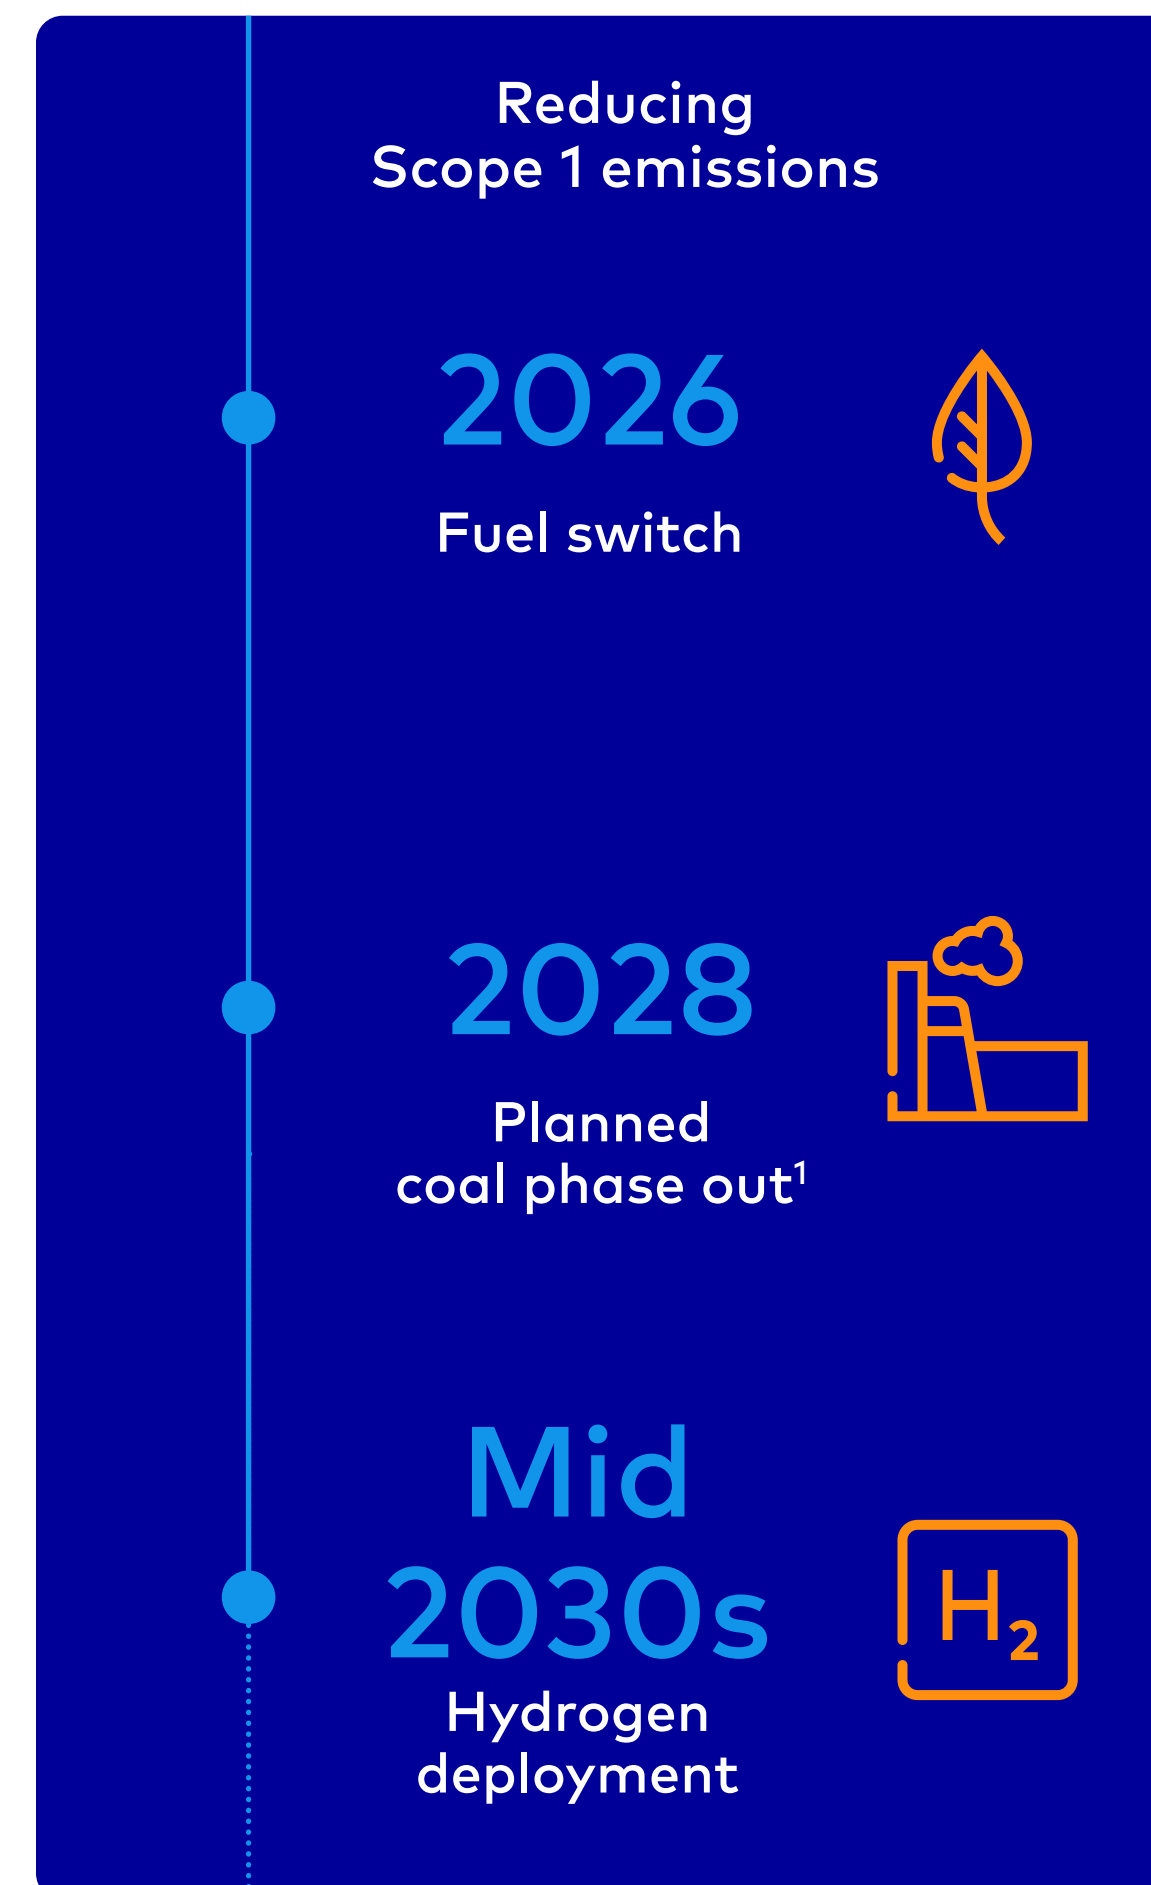 Reducing
Scope 1 emissions
2026
Fuel switch
2028
Planned
coal phase out¹
Mid
2030s
H₂
Hydrogen
deployment